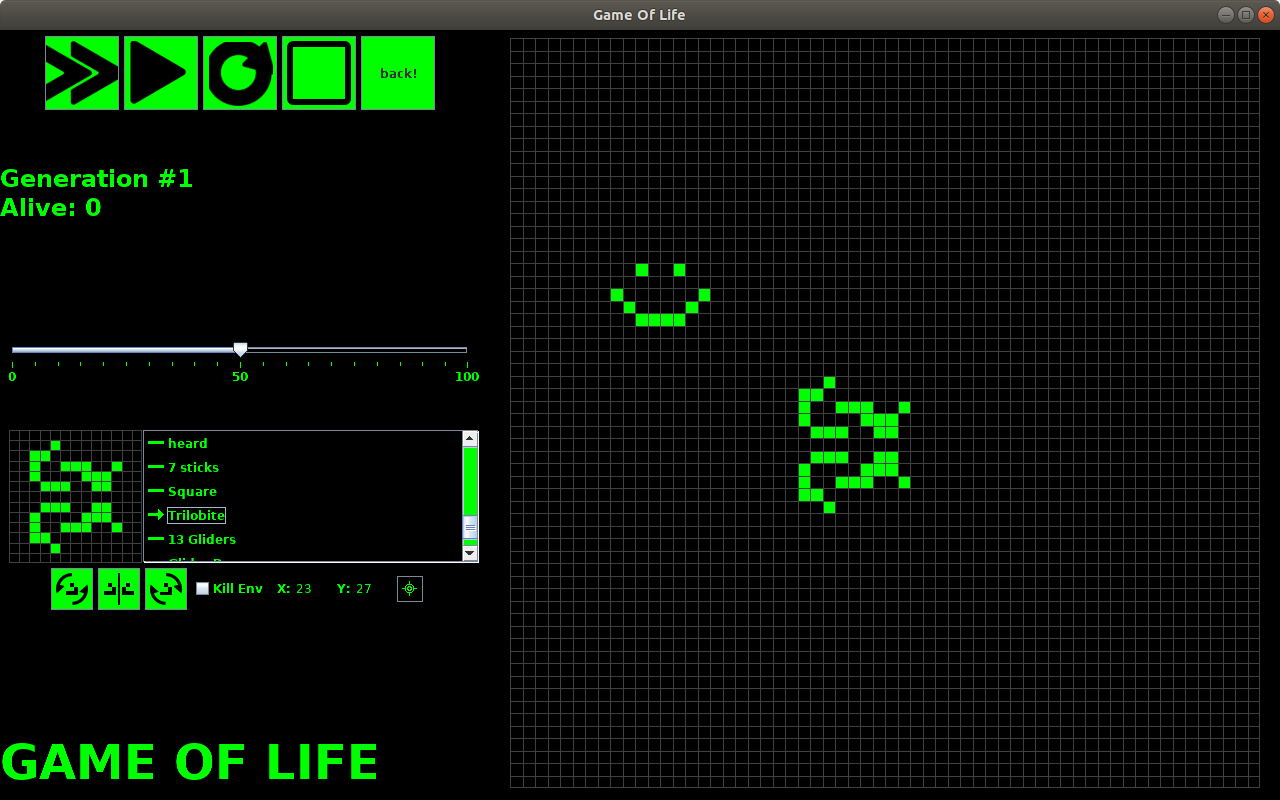 Game Of Life
back!
Generation #1
Alive: 0
0 50 100
heard
7 sticks
Square
Trilobite
13 Gliders
Kill Env X: 23 Y: 27
GAME OF LIFE